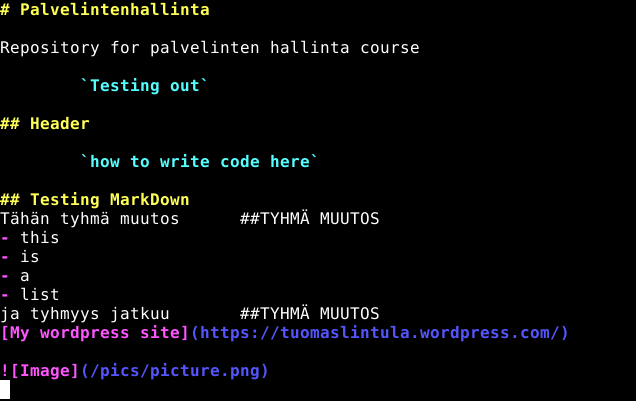 # Palvelintenhallinta
Repository for palvelinten hallinta course
`Testing out`
## Header
`how to write code here`
## Testing MarkDown
Tähän tyhmä muutos      ##TYHMÄ MUUTOS
- this
- is
- a
- list
ja tyhmyys jatkuu       ##TYHMÄ MUUTOS
[My wordpress site](https://tuomaslintula.wordpress.com/)
![Image](/pics/picture.png)